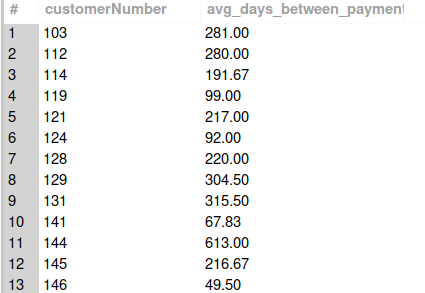 # customerNumber avg_days_between_payment
1 103 281.00
2 112 280.00
3 114 191.67
4 119 99.00
5 121 217.00
6 124 92.00
7 128 220.00
8 129 304.50
9 131 315.50
10 141 67.83
11 144 613.00
12 145 216.67
13 146 49.50